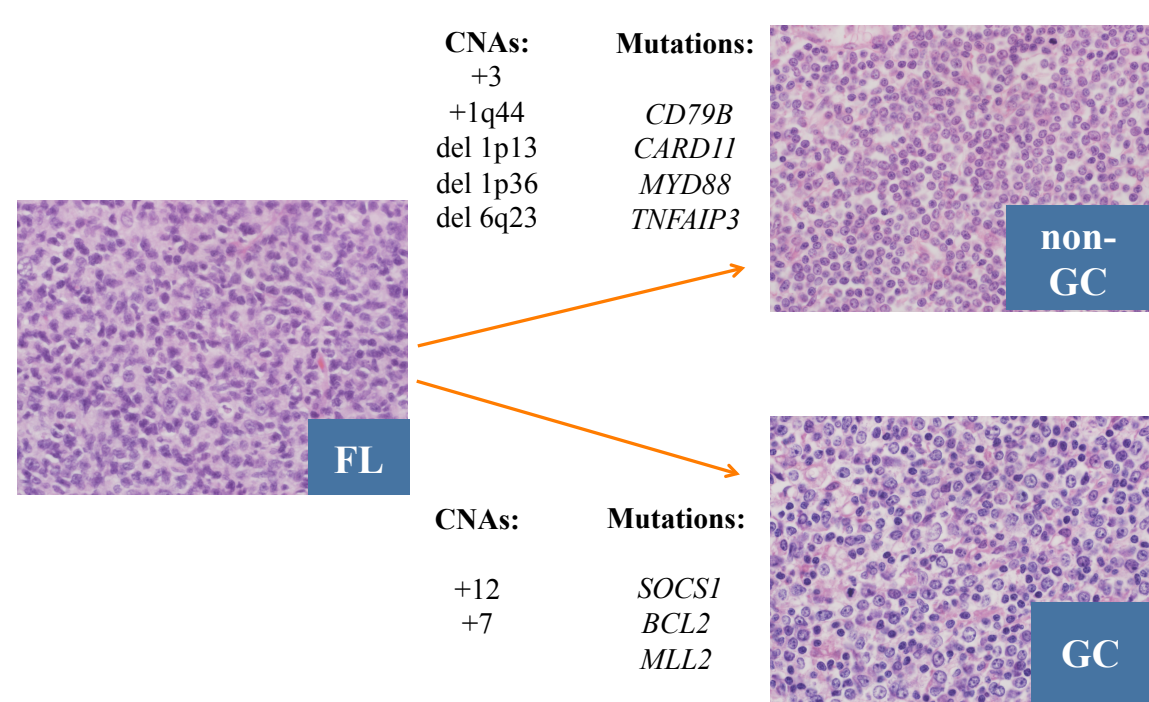 CNAs:
+3
+1q44
del 1p13
del 1p36
del 6q23
Mutations:
CD79B
CARD11
MYD88
TNFAIP3
non-
GC
FL
CNAs:
+12
+7
Mutations:
SOCS1
BCL2
MLL2
GC